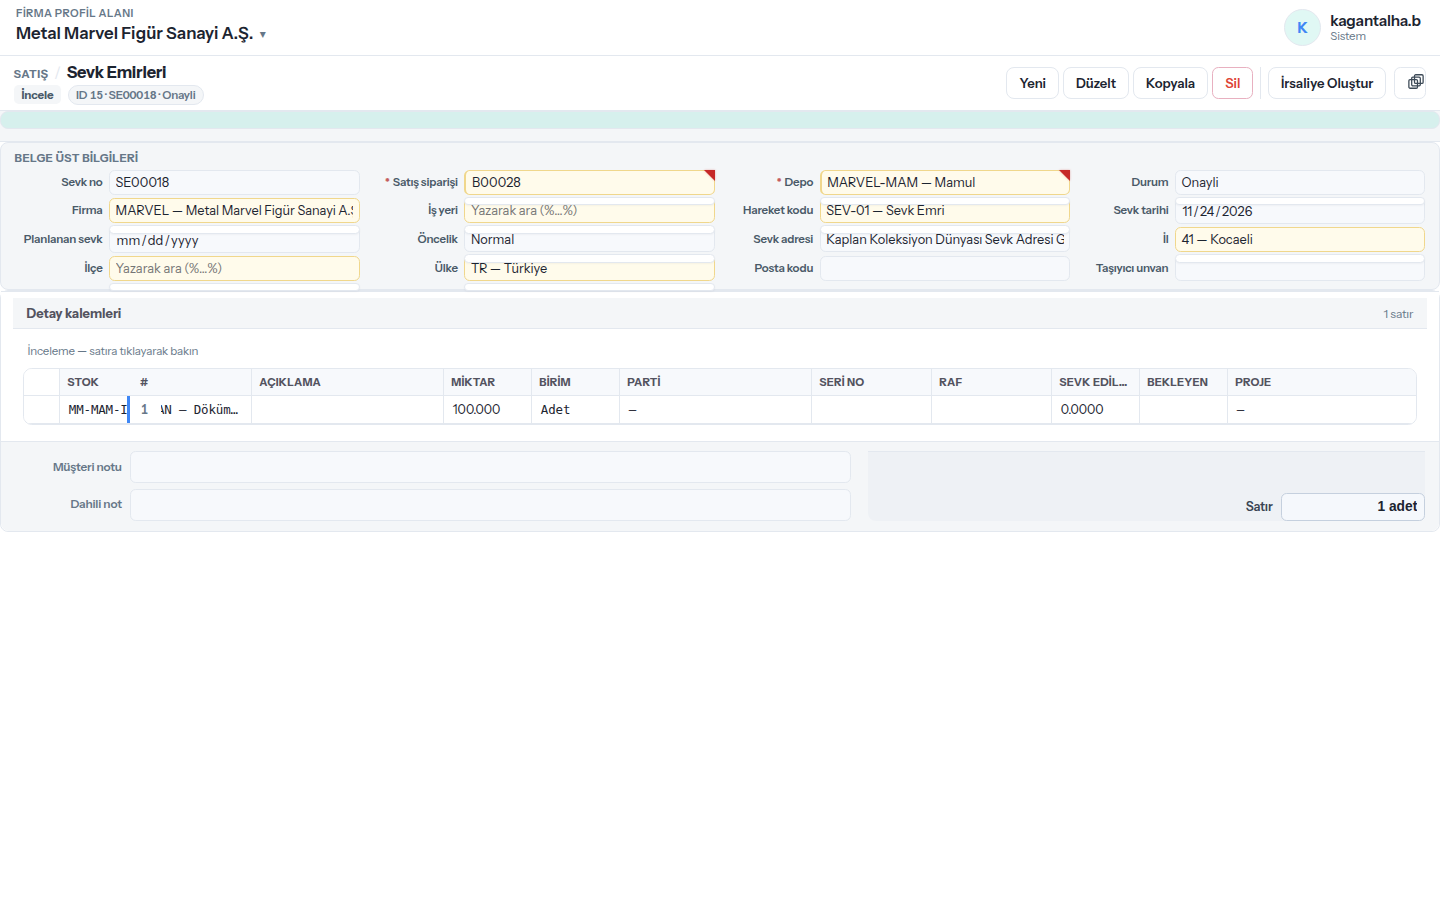 FİRMA PROFİL ALANI
Metal Marvel Figür Sanayi A.Ş. ▾
K
kagantalha.b
Sistem
SATIŞ / Sevk Emirleri
İncele
ID 15·SE00018·Onayli
Yeni
Düzelt
Kopyala
Sil
İrsaliye Oluştur
BELGE ÜST BİLGİLERİ
Sevk no SE00018
* Satış siparişi B00028
* Depo MARVEL-MAM — Mamul
Durum Onayli
Firma MARVEL — Metal Marvel Figür Sanayi A.Ş
İş yeri Yazarak ara (%...%)
Hareket kodu SEV-01 — Sevk Emri
Sevk tarihi 11/24/2026
Planlanan sevk mm/dd/yyyy
Öncelik Normal
Sevk adresi Kaplan Koleksiyon Dünyası Sevk Adresi G
İl 41 — Kocaeli
İlçe Yazarak ara (%...%)
Ülke TR — Türkiye
Posta kodu
Taşıyıcı unvan
Detay kalemleri
1 satır
İnceleme — satıra tıklayarak bakın
STOK # AÇIKLAMA MİKTAR BİRİM PARTİ SERİ NO RAF SEVK EDİL... BEKLEYEN PROJE
MM-MAM-I 1 AN — Döküm… 100.000 Adet — 0.0000 —
Müşteri notu
Dahili not
Satır 1 adet